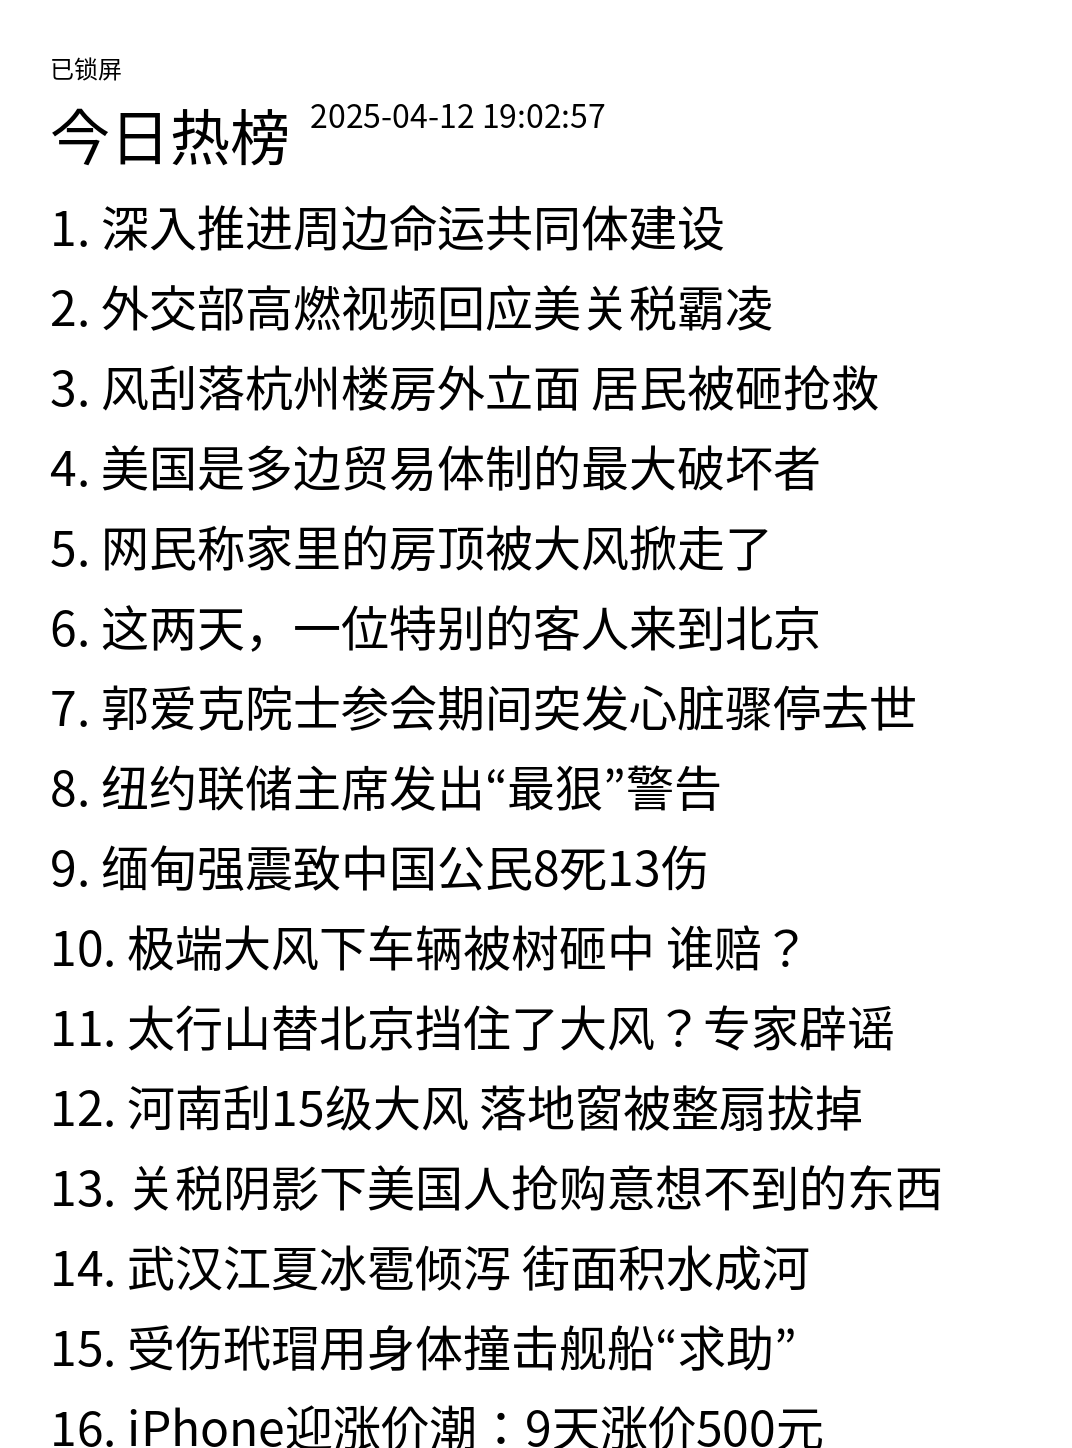 已锁屏
今日热榜 2025-04-12 19:02:57
1. 深入推进周边命运共同体建设
2. 外交部高燃视频回应美关税霸凌
3. 风刮落杭州楼房外立面 居民被砸抢救
4. 美国是多边贸易体制的最大破坏者
5. 网民称家里的房顶被大风掀走了
6. 这两天，一位特别的客人来到北京
7. 郭爱克院士参会期间突发心脏骤停去世
8. 纽约联储主席发出“最狠”警告
9. 缅甸强震致中国公民8死13伤
10. 极端大风下车辆被树砸中 谁赔？
11. 太行山替北京挡住了大风？专家辟谣
12. 河南刮15级大风 落地窗被整扇拔掉
13. 关税阴影下美国人抢购意想不到的东西
14. 武汉江夏冰雹倾泻 街面积水成河
15. 受伤玳瑁用身体撞击舰船“求助”
16. iPhone迎涨价潮：9天涨价500元